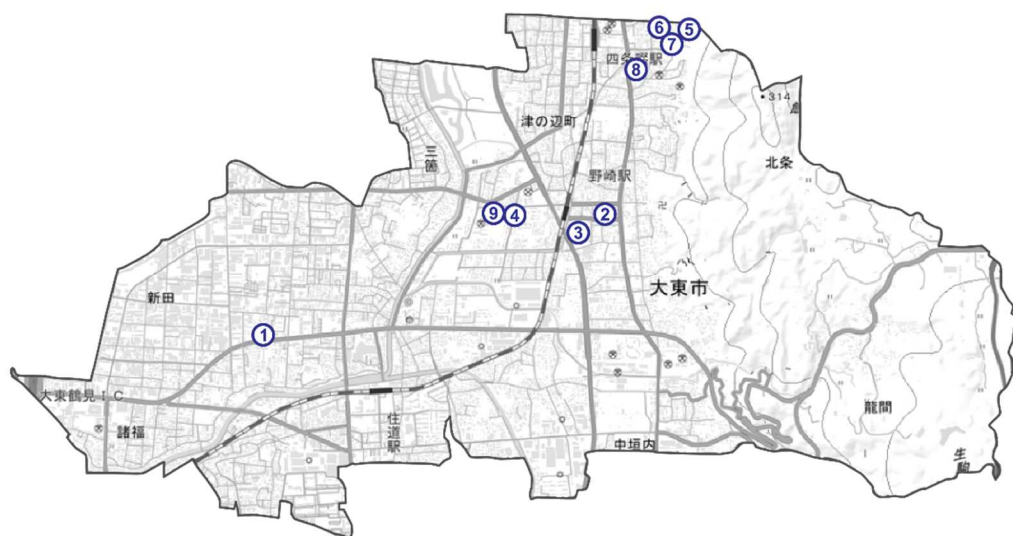 ⑥
⑤
⑦
四条畷駅
⑧
・314
津の辺町
三箇
北条
野崎駅
⑨
④
②
③
大東市
新田
①
大東鶴見IC
諸福
住道駅
中垣内
龍間
生駒